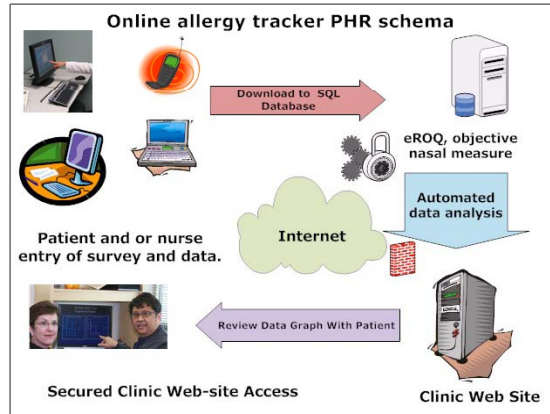 Online allergy tracker PHR schema
Download to SQL
Database
eROQ, objective
nasal measure
Automated
data analysis
Internet
Patient and or nurse
entry of survey and data.
Review Data Graph With Patient
Secured Clinic Web-site Access
Clinic Web Site